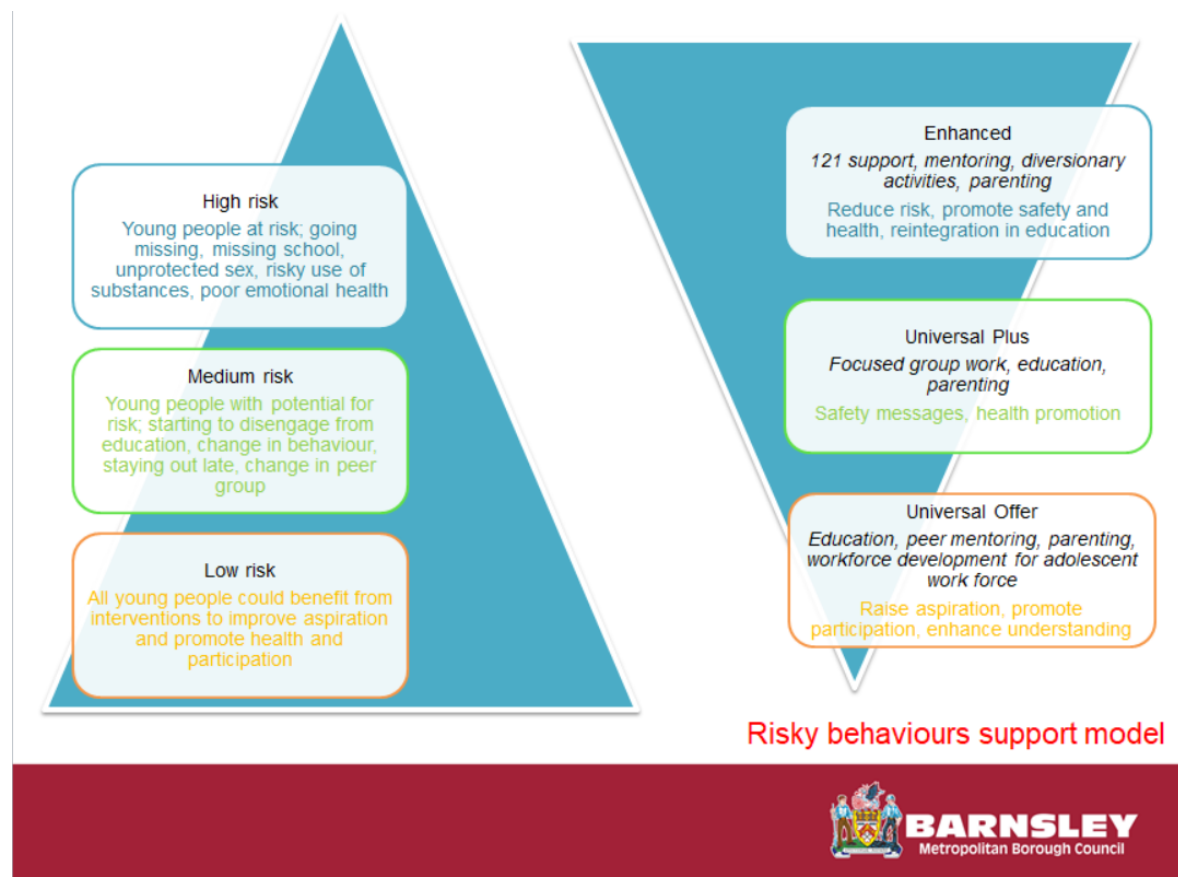 High risk
Young people at risk; going
missing, missing school,
unprotected sex, risky use of
substances, poor emotional health
Medium risk
Young people with potential for
risk; starting to disengage from
education, change in behaviour,
staying out late, change in peer
group
Low risk
All young people could benefit from
interventions to improve aspiration
and promote health and
participation
Enhanced
121 support, mentoring, diversionary
activities, parenting
Reduce risk, promote safety and
health, reintegration in education
Universal Plus
Focused group work, education,
parenting
Safety messages, health promotion
Universal Offer
Education, peer mentoring, parenting,
workforce development for adolescent
work force
Raise aspiration, promote
participation, enhance understanding
Risky behaviours support model
BARNSLEY
Metropolitan Borough Council